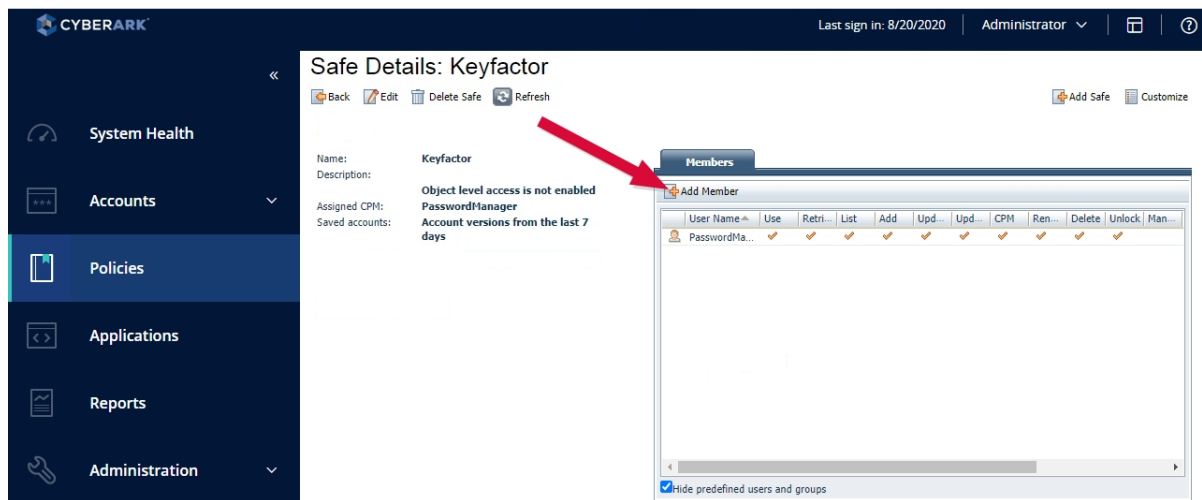 CYBERARK
Last sign in: 8/20/2020
Administrator
«
System Health
Accounts
Policies
Applications
Reports
Administration
Safe Details: Keyfactor
Back Edit Delete Safe Refresh
Add Safe Customize
Name: Keyfactor
Description:
Object level access is not enabled
Assigned CPM: PasswordManager
Saved accounts: Account versions from the last 7
days
Members
Add Member
User Name Use Retri... List Add Upd... Upd... CPM Ren... Delete Unlock Man...
PasswordMa...
Hide predefined users and groups